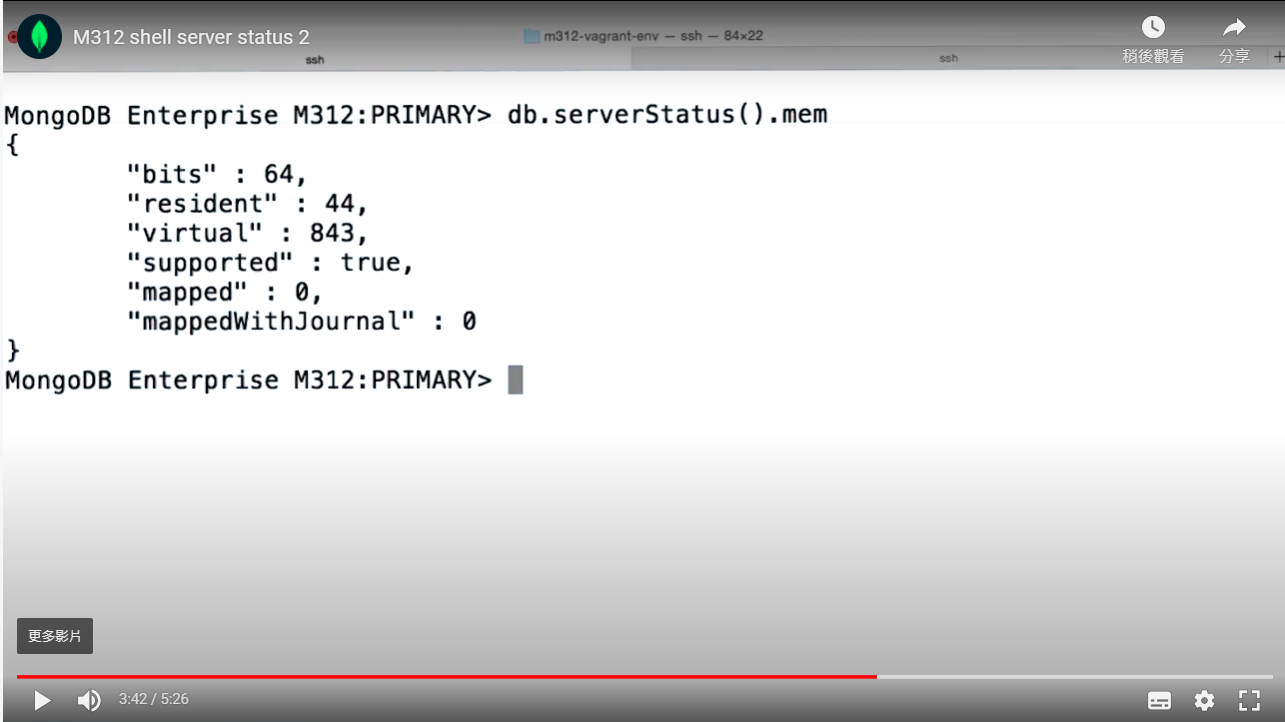 M312 shell server status 2
m312-vagrant-env — ssh — 84×22
稍後觀看
分享
ssh
ssh
+
MongoDB Enterprise M312:PRIMARY> db.serverStatus().mem
{
"bits" : 64,
"resident" : 44,
"virtual" : 843,
"supported" : true,
"mapped" : 0,
"mappedWithJournal" : 0
}
MongoDB Enterprise M312:PRIMARY>
更多影片
3:42 / 5:26